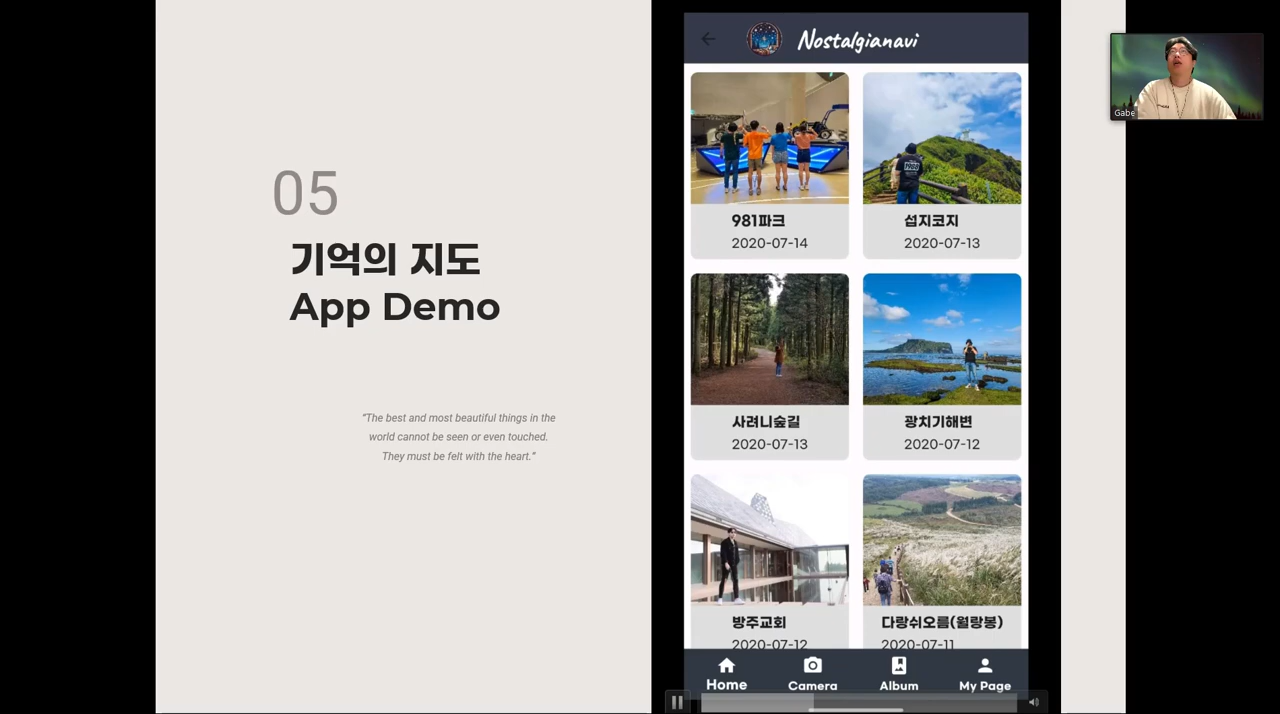 05
기억의 지도
App Demo
“The best and most beautiful things in the
world cannot be seen or even touched.
They must be felt with the heart.”
Nostalgianavi
981파크
2020-07-14
섭지코지
2020-07-13
사려니숲길
2020-07-13
광치기해변
2020-07-12
방주교회
2020-07-12
다랑쉬오름(월랑봉)
2020-07-11
Home
Camera
Album
My Page
Gabe